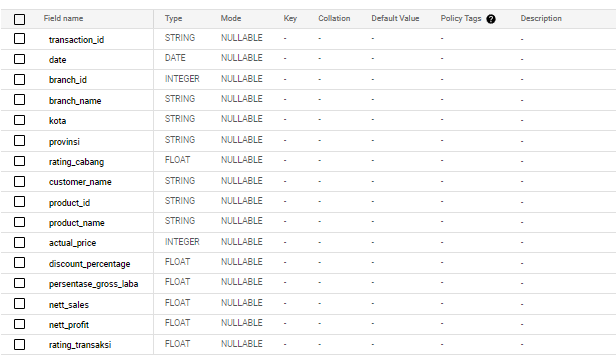 Field name Type Mode Key Collation Default Value Policy Tags ? Description
transaction_id STRING NULLABLE - - - - -
date DATE NULLABLE - - - - -
branch_id INTEGER NULLABLE - - - - -
branch_name STRING NULLABLE - - - - -
kota STRING NULLABLE - - - - -
provinsi STRING NULLABLE - - - - -
rating_cabang FLOAT NULLABLE - - - - -
customer_name STRING NULLABLE - - - - -
product_id STRING NULLABLE - - - - -
product_name STRING NULLABLE - - - - -
actual_price INTEGER NULLABLE - - - - -
discount_percentage FLOAT NULLABLE - - - - -
persentase_gross_laba FLOAT NULLABLE - - - - -
nett_sales FLOAT NULLABLE - - - - -
nett_profit FLOAT NULLABLE - - - - -
rating_transaksi FLOAT NULLABLE - - - - -